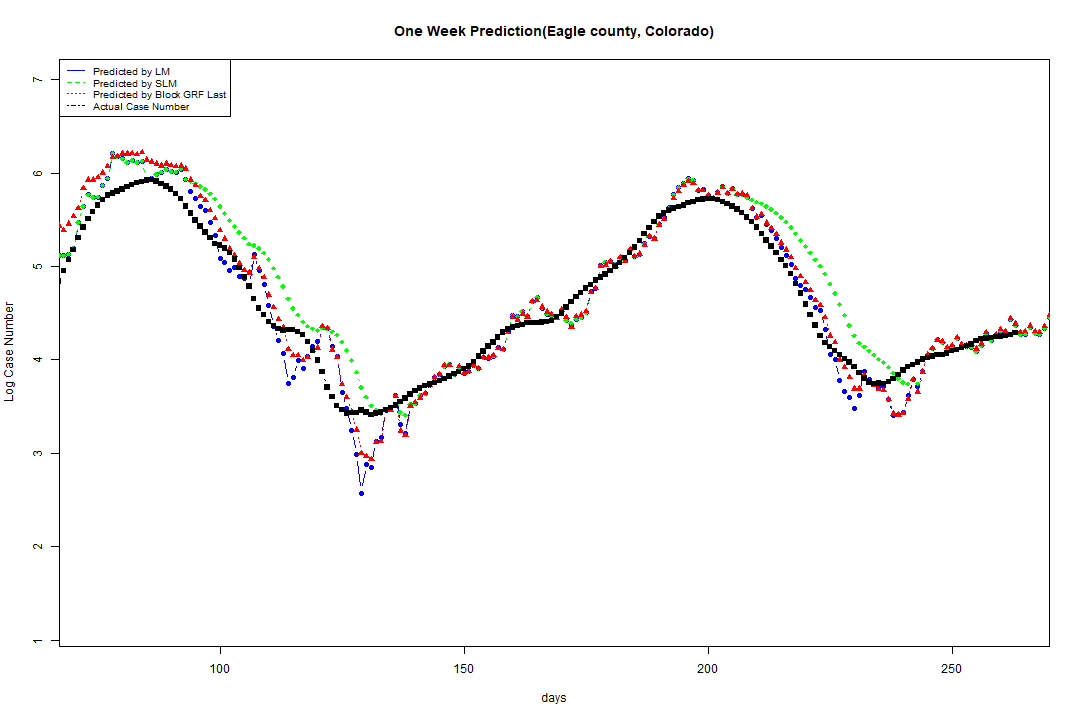 One Week Prediction(Eagle county, Colorado)
Predicted by LM
Predicted by SLM
Predicted by Block GRF Last
Actual Case Number
7
6
5
4
3
2
1
Log Case Number
100 150 200 250
days